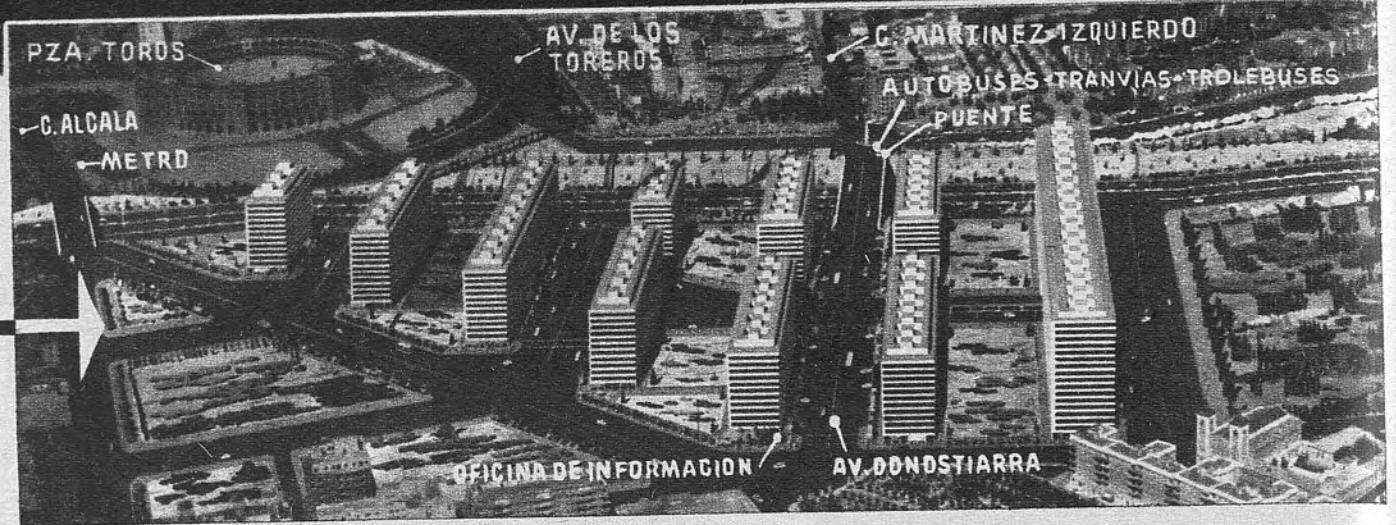 PZA. TOROS
AV. DE LOS
TOREROS
C. MARTINEZ-IZQUIERDO
AUTOBUSES-TRANVIAS-TROLEBUSES
PUENTE
C. ALCALA
METRO
OFICINA DE INFORMACION
AV. DONOSTIARRA